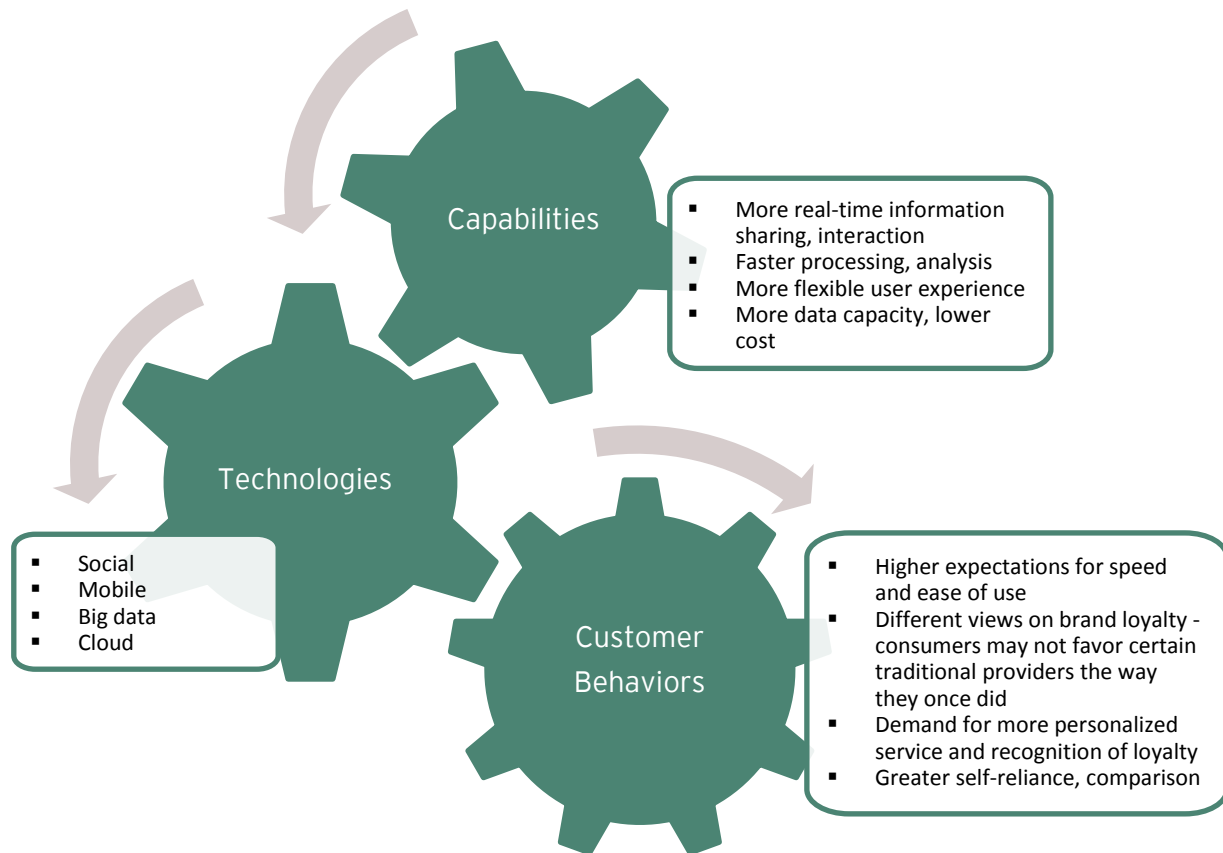 Capabilities
▪ More real-time information
sharing, interaction
▪ Faster processing, analysis
▪ More flexible user experience
▪ More data capacity, lower
cost
Technologies
▪ Social
▪ Mobile
▪ Big data
▪ Cloud
Customer
Behaviors
▪ Higher expectations for speed
and ease of use
▪ Different views on brand loyalty -
consumers may not favor certain
traditional providers the way
they once did
▪ Demand for more personalized
service and recognition of loyalty
▪ Greater self-reliance, comparison